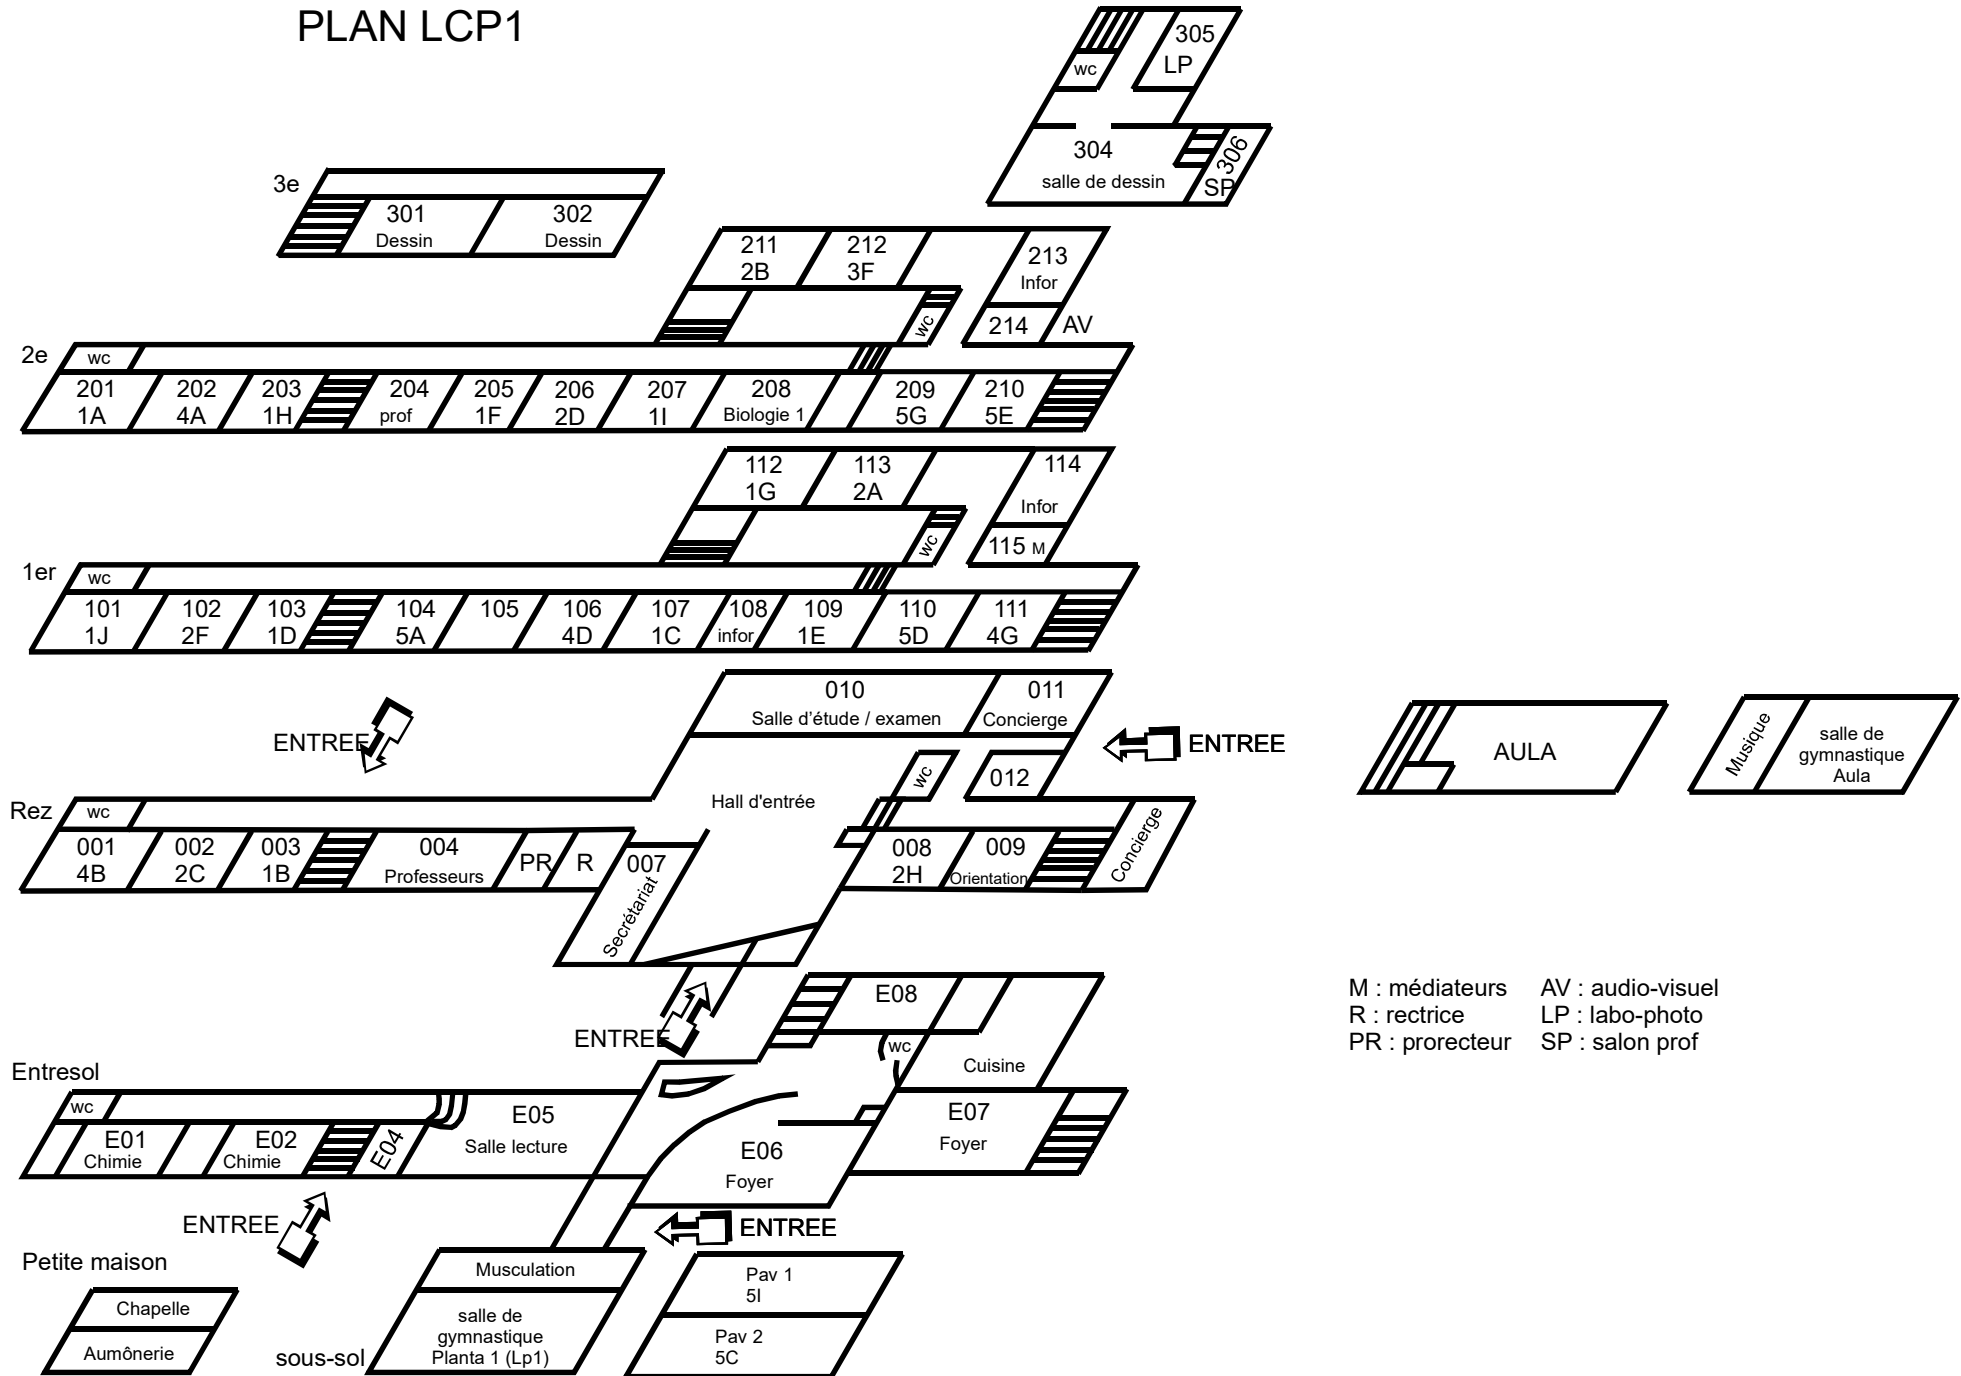 PLAN LCP1
305
LP
wc
304
salle de dessin
306
SP
3e
301
Dessin
302
Dessin
211
2B
212
3F
213
Infor
214
AV
wc
2e
wc
201
1A
202
4A
203
1H
204
prof
205
1F
206
2D
207
1I
208
Biologie 1
209
5G
210
5E
112
1G
113
2A
114
Infor
115 M
wc
1er
wc
101
1J
102
2F
103
1D
104
5A
105
106
4D
107
1C
108
infor
109
1E
110
5D
111
4G
010
Salle d'étude / examen
011
Concierge
ENTREE
ENTREE
wc
012
Hall d'entrée
Rez
wc
001
4B
002
2C
003
1B
004
Professeurs
PR
R
007
Secrétariat
008
2H
009
Orientation
Concierge
AULA
Musique
salle de
gymnastique
Aula
M : médiateurs
R : rectrice
PR : prorecteur
AV : audio-visuel
LP : labo-photo
SP : salon prof
ENTREE
E08
wc
Cuisine
Entresol
wc
E01
Chimie
E02
Chimie
E04
E05
Salle lecture
E06
Foyer
E07
Foyer
ENTREE
ENTREE
Petite maison
Chapelle
Aumônerie
sous-sol
Musculation
salle de
gymnastique
Planta 1 (Lp1)
Pav 1
5I
Pav 2
5C